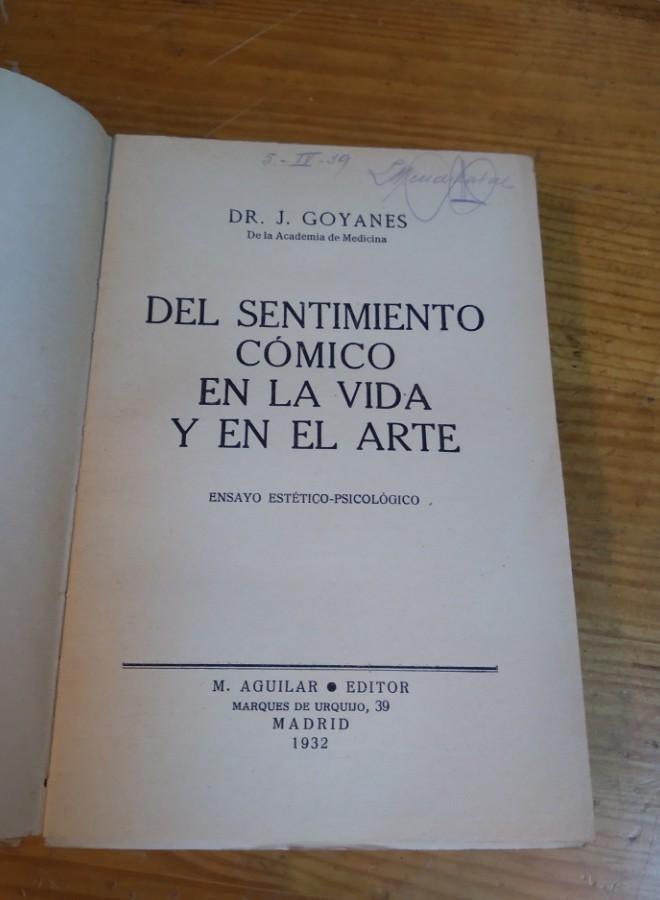 5-IV-39
DR. J. GOYANES
De la Academia de Medicina
DEL SENTIMIENTO
CÓMICO
EN LA VIDA
Y EN EL ARTE
ENSAYO ESTÉTICO-PSICOLÓGICO
M. AGUILAR ● EDITOR
MARQUES DE URQUIJO, 39
MADRID
1932